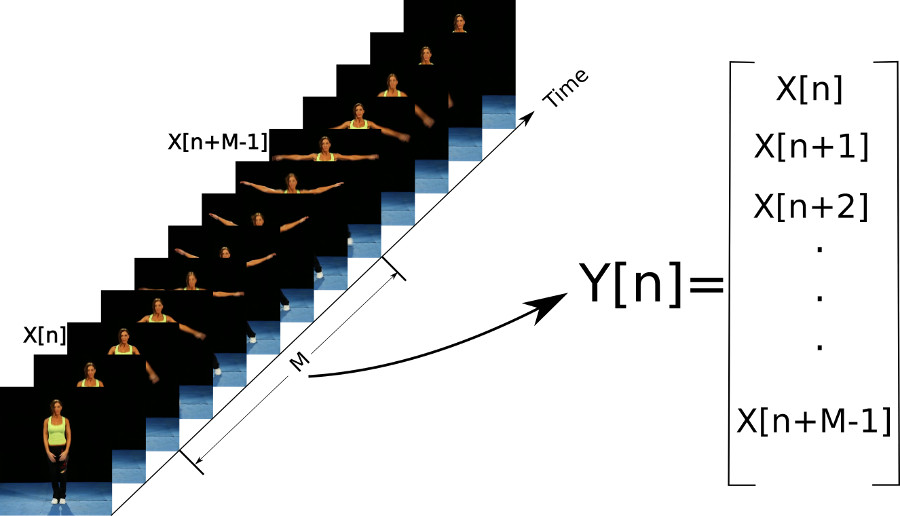 Time
X[n+M-1]
X[n]
M
Y[n]=
X[n]
X[n+1]
X[n+2]
.
.
.
X[n+M-1]